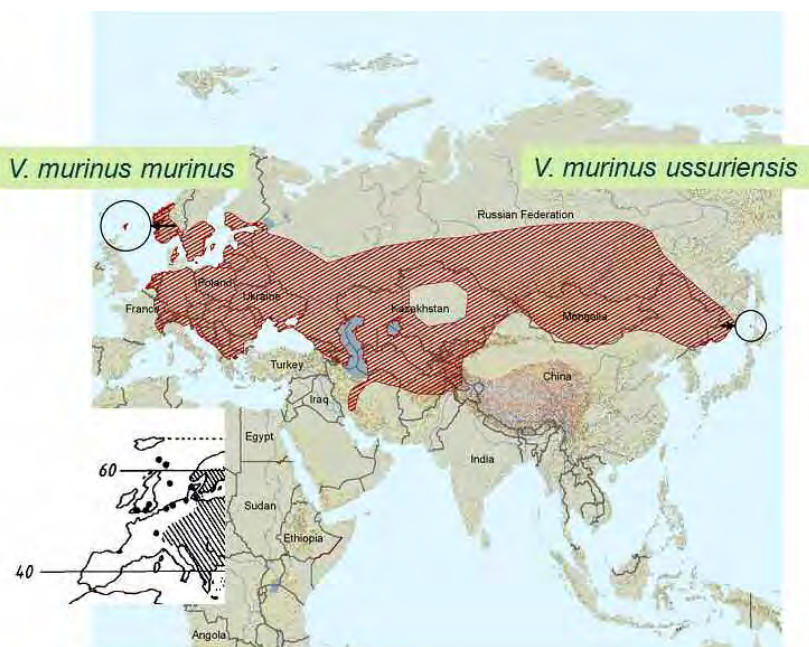 V. murinus murinus
V. murinus ussuriensis
Russian Federation
Poland
Ukraine
France
Kazakhstan
Mongolia
Turkey
China
Iraq
Egypt
India
Sudan
Ethiopia
Angola
60
40